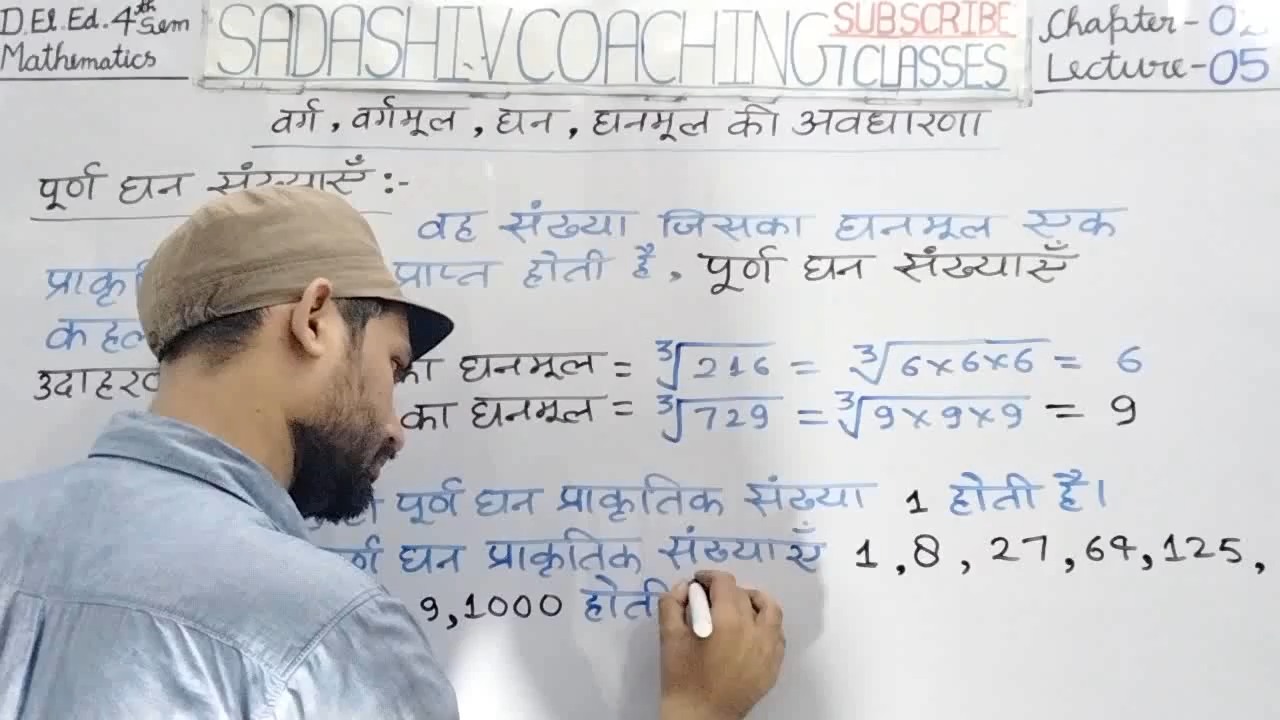 D.El.Ed. 4th Sem
Mathematics
SADASHIV COACHING CLASSES
SUBSCRIBE
Chapter - 02
Lecture - 05
वर्ग, वर्गमूल, घन, घनमूल की अवधारणा
पूर्ण घन संख्याएँ :-
वह संख्या जिसका घनमूल एक
प्राप्त होती है, पूर्ण घन संख्याएँ
का घनमूल = ∛216 = ∛6×6×6 = 6
का घनमूल = ∛729 = ∛9×9×9 = 9
पूर्ण घन प्राकृतिक संख्या 1 होती है।
घन प्राकृतिक संख्याएँ 1, 8, 27, 64, 125,
9, 1000 होती